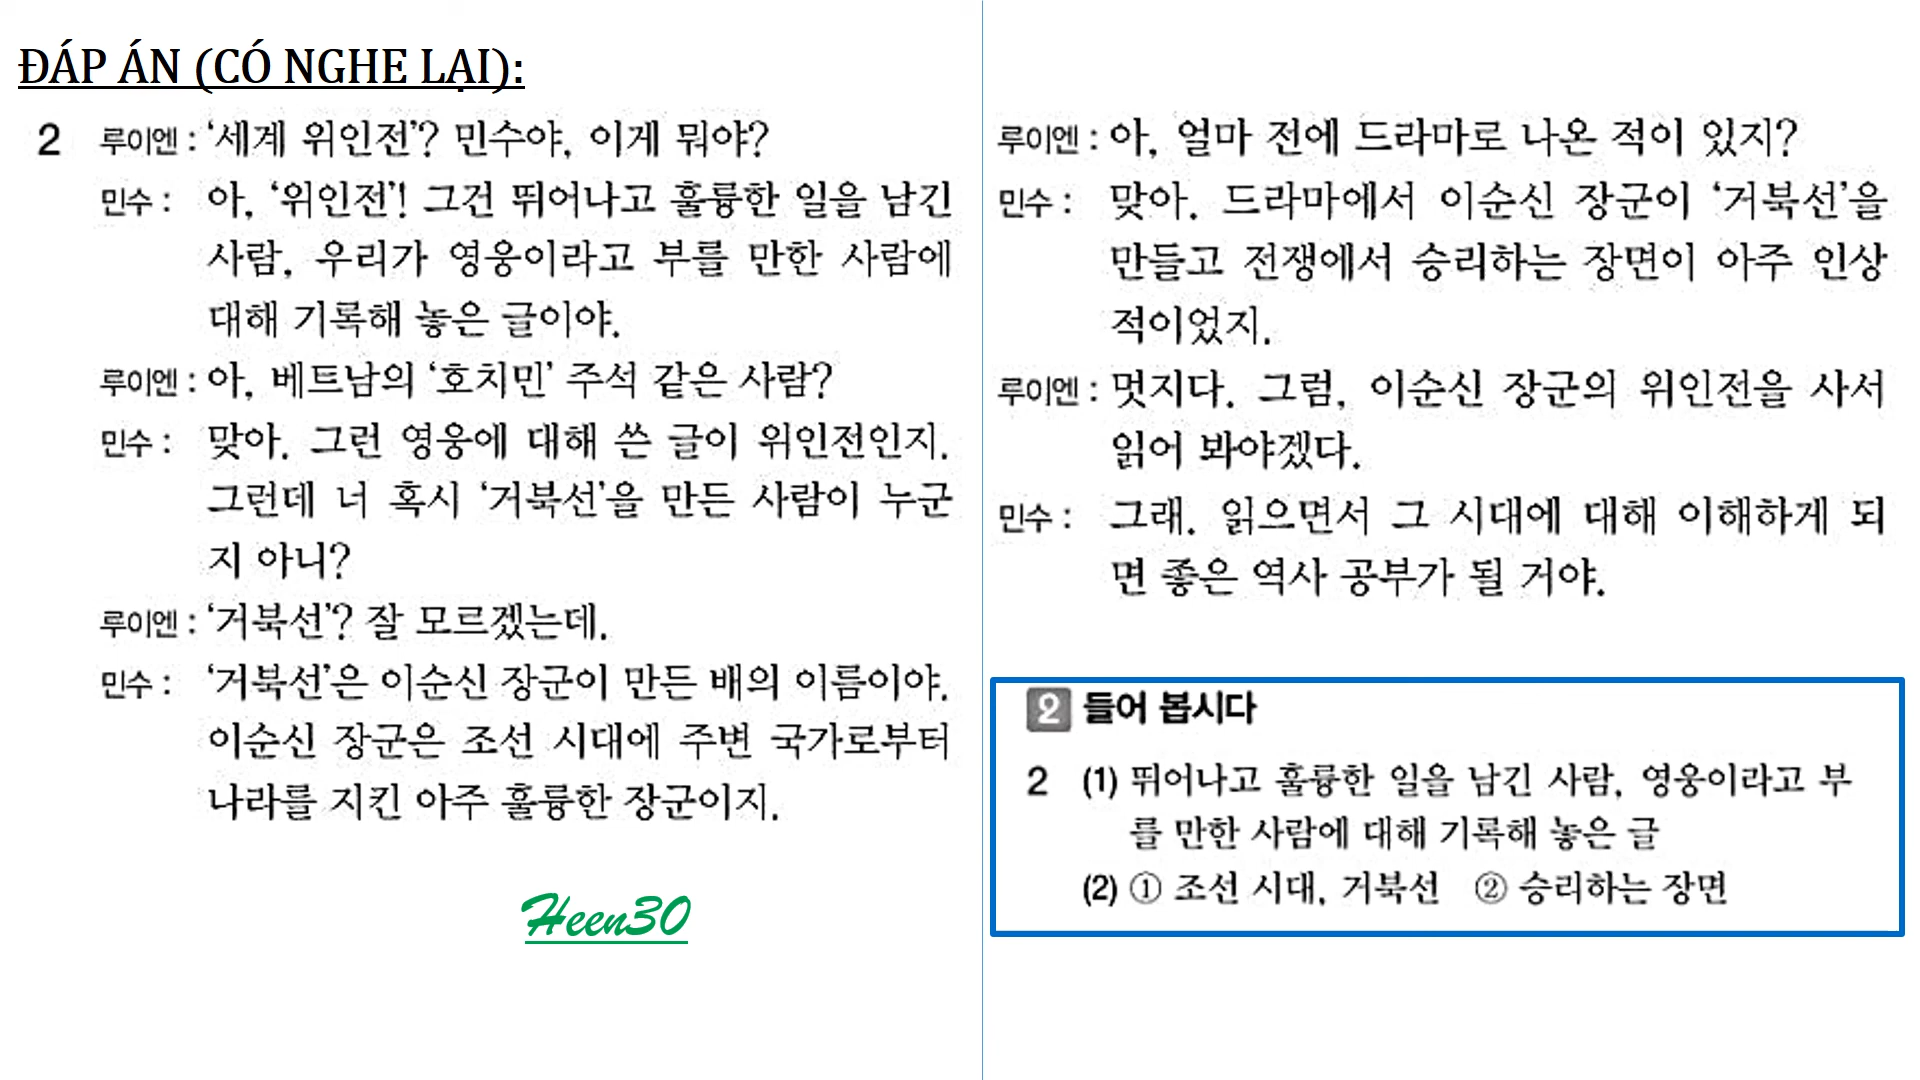 ĐÁP ÁN (CÓ NGHE LẠI):
2 루이엔 : ‘세계 위인전’? 민수야, 이게 뭐야?
민수 : 아, ‘위인전’! 그건 뛰어나고 훌륭한 일을 남긴
사람, 우리가 영웅이라고 부를 만한 사람에
대해 기록해 놓은 글이야.
루이엔 : 아, 베트남의 ‘호치민’ 주석 같은 사람?
민수 : 맞아. 그런 영웅에 대해 쓴 글이 위인전인지.
그런데 너 혹시 ‘거북선’을 만든 사람이 누군
지 아니?
루이엔 : ‘거북선’? 잘 모르겠는데.
민수 : ‘거북선’은 이순신 장군이 만든 배의 이름이야.
이순신 장군은 조선 시대에 주변 국가로부터
나라를 지킨 아주 훌륭한 장군이지.
Heen30
루이엔 : 아, 얼마 전에 드라마로 나온 적이 있지?
민수 : 맞아. 드라마에서 이순신 장군이 ‘거북선’을
만들고 전쟁에서 승리하는 장면이 아주 인상
적이었지.
루이엔 : 멋지다. 그럼, 이순신 장군의 위인전을 사서
읽어 봐야겠다.
민수 : 그래. 읽으면서 그 시대에 대해 이해하게 되
면 좋은 역사 공부가 될 거야.
2 들어 봅시다
2 (1) 뛰어나고 훌륭한 일을 남긴 사람, 영웅이라고 부
를 만한 사람에 대해 기록해 놓은 글
(2) ① 조선 시대, 거북선 ② 승리하는 장면